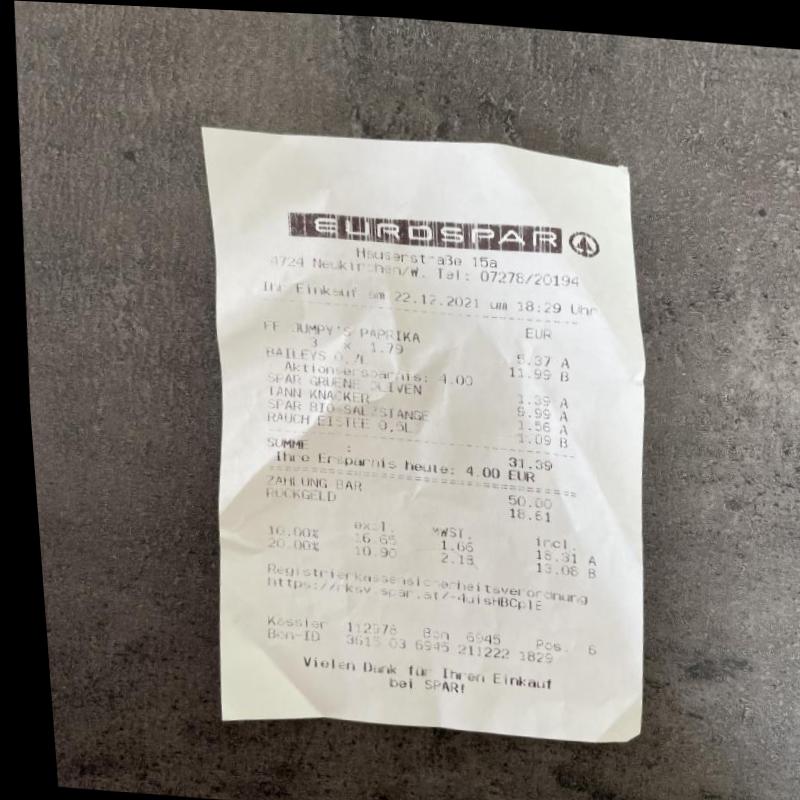 EUROSPAR
Hauserstraße 15a
4724 Neukirchen/W. Tel: 07278/20194
Ihr Einkauf am 22.12.2021 um 18:29 Uhr
EUR
FF JUMPY'S PAPRIKA
3 x 1.79 5.37 A
BAILEYS 0,7L 11.99 B
Aktionsersparnis: 4.00
SPAR GRUENE OLIVEN 1.39 A
TANN KNACKER 9.99 A
SPAR BIO SALZSTANGE 1.56 A
RAUCH EISTEE 0,5L 1.09 B
SUMME : 31.39
Ihre Ersparnis heute: 4.00 EUR
ZAHLUNG BAR 50.00
RÜCKGELD 18.61
excl. MWST. incl.
10.00% 16.65 1.66 18.31 A
20.00% 10.90 2.18 13.08 B
Registrierkassensicherheitsverordnung
https://rksv.spar.at/-4uisHBCplE
Kassier 112978 Bon 6945 Pos. 6
Bon-ID 3615 03 6945 211222 1829
Vielen Dank für Ihren Einkauf
bei SPAR!